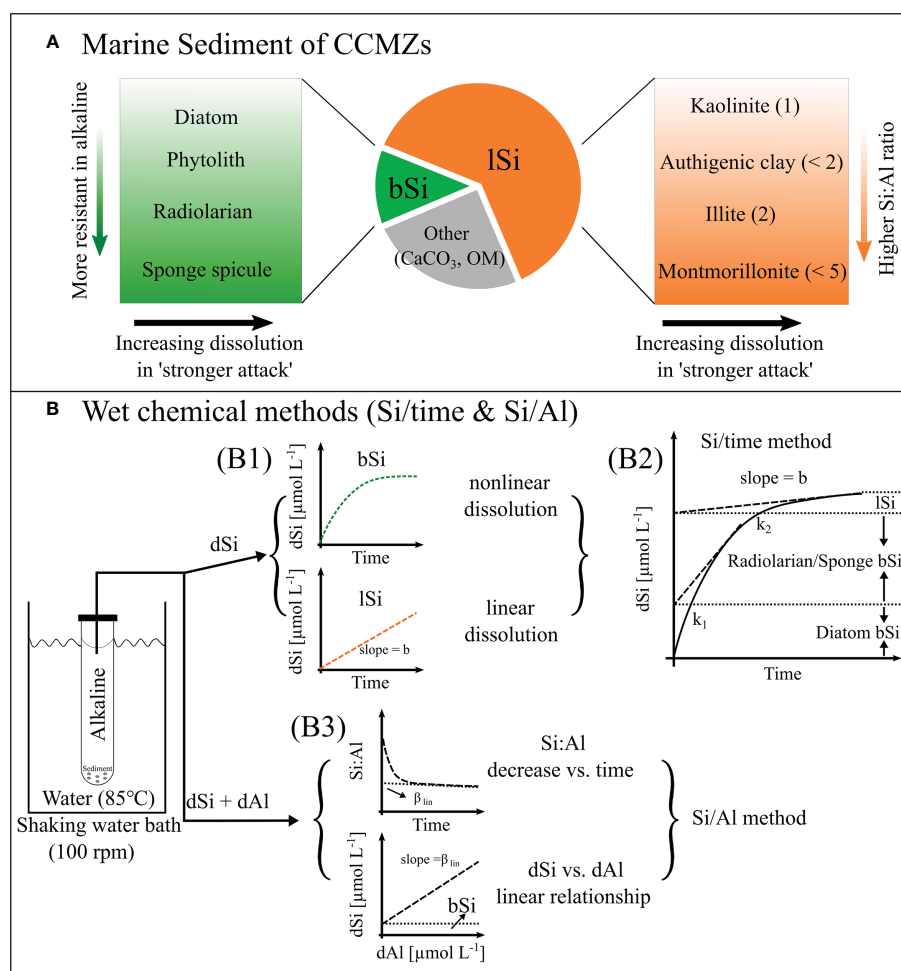 A Marine Sediment of CCMZs
More resistant in alkaline
Diatom
Phytolith
Radiolarian
Sponge spicule
Increasing dissolution
in 'stronger attack'
lSi
bSi
Other
(CaCO₃, OM)
Kaolinite (1)
Authigenic clay (< 2)
Illite (2)
Montmorillonite (< 5)
Higher Si:Al ratio
Increasing dissolution
in 'stronger attack'
B Wet chemical methods (Si/time & Si/Al)
(B1)
dSi [µmol L⁻¹]
bSi
Time
nonlinear
dissolution
dSi [µmol L⁻¹]
lSi
slope = b
Time
linear
dissolution
(B2)
Si/time method
slope = b
dSi [µmol L⁻¹]
k₁
k₂
lSi
Radiolarian/Sponge bSi
Diatom bSi
Time
dSi
Alkaline
Sediment
Water (85°C)
Shaking water bath
(100 rpm)
dSi + dAl
(B3)
Si:Al
β lin
Time
Si:Al
decrease vs. time
dSi [µmol L⁻¹]
slope =β lin
bSi
dAl [µmol L⁻¹]
dSi vs. dAl
linear relationship
Si/Al method